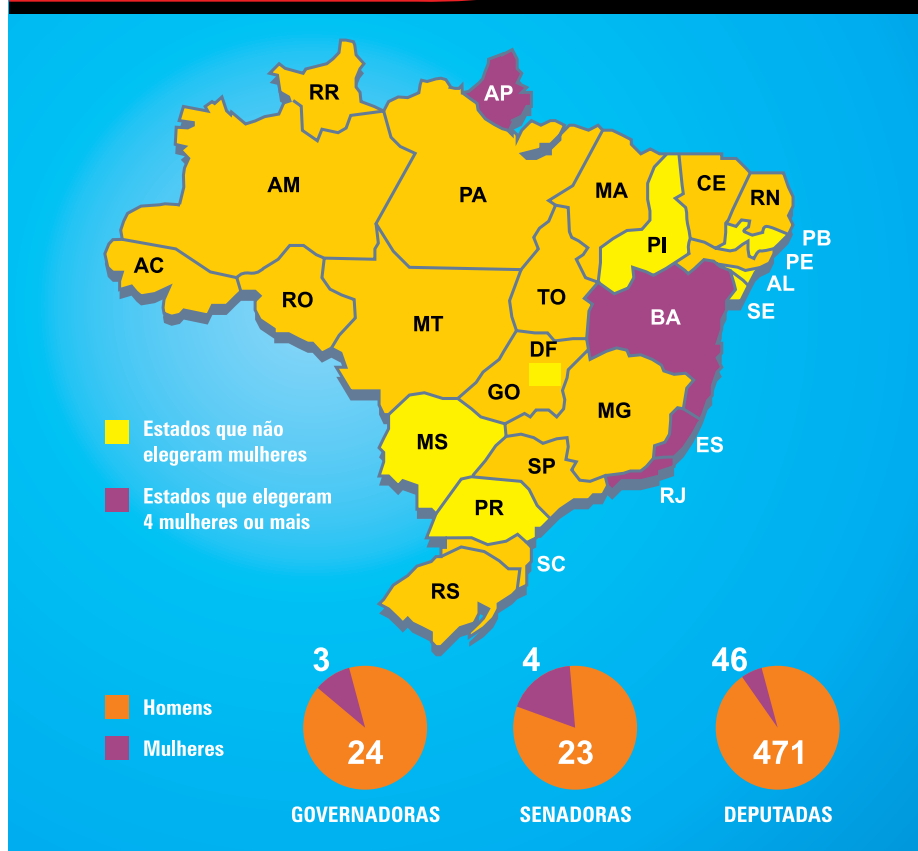 RR
AP
AM
PA
MA
CE
RN
PI
PB
PE
AC
AL
RO
TO
SE
MT
BA
DF
GO
MG
Estados que não
elegeram mulheres
MS
ES
SP
Estados que elegeram
4 mulheres ou mais
RJ
PR
SC
RS
3
4
46
Homens
Mulheres
24
23
471
GOVERNADORAS
SENADORAS
DEPUTADAS